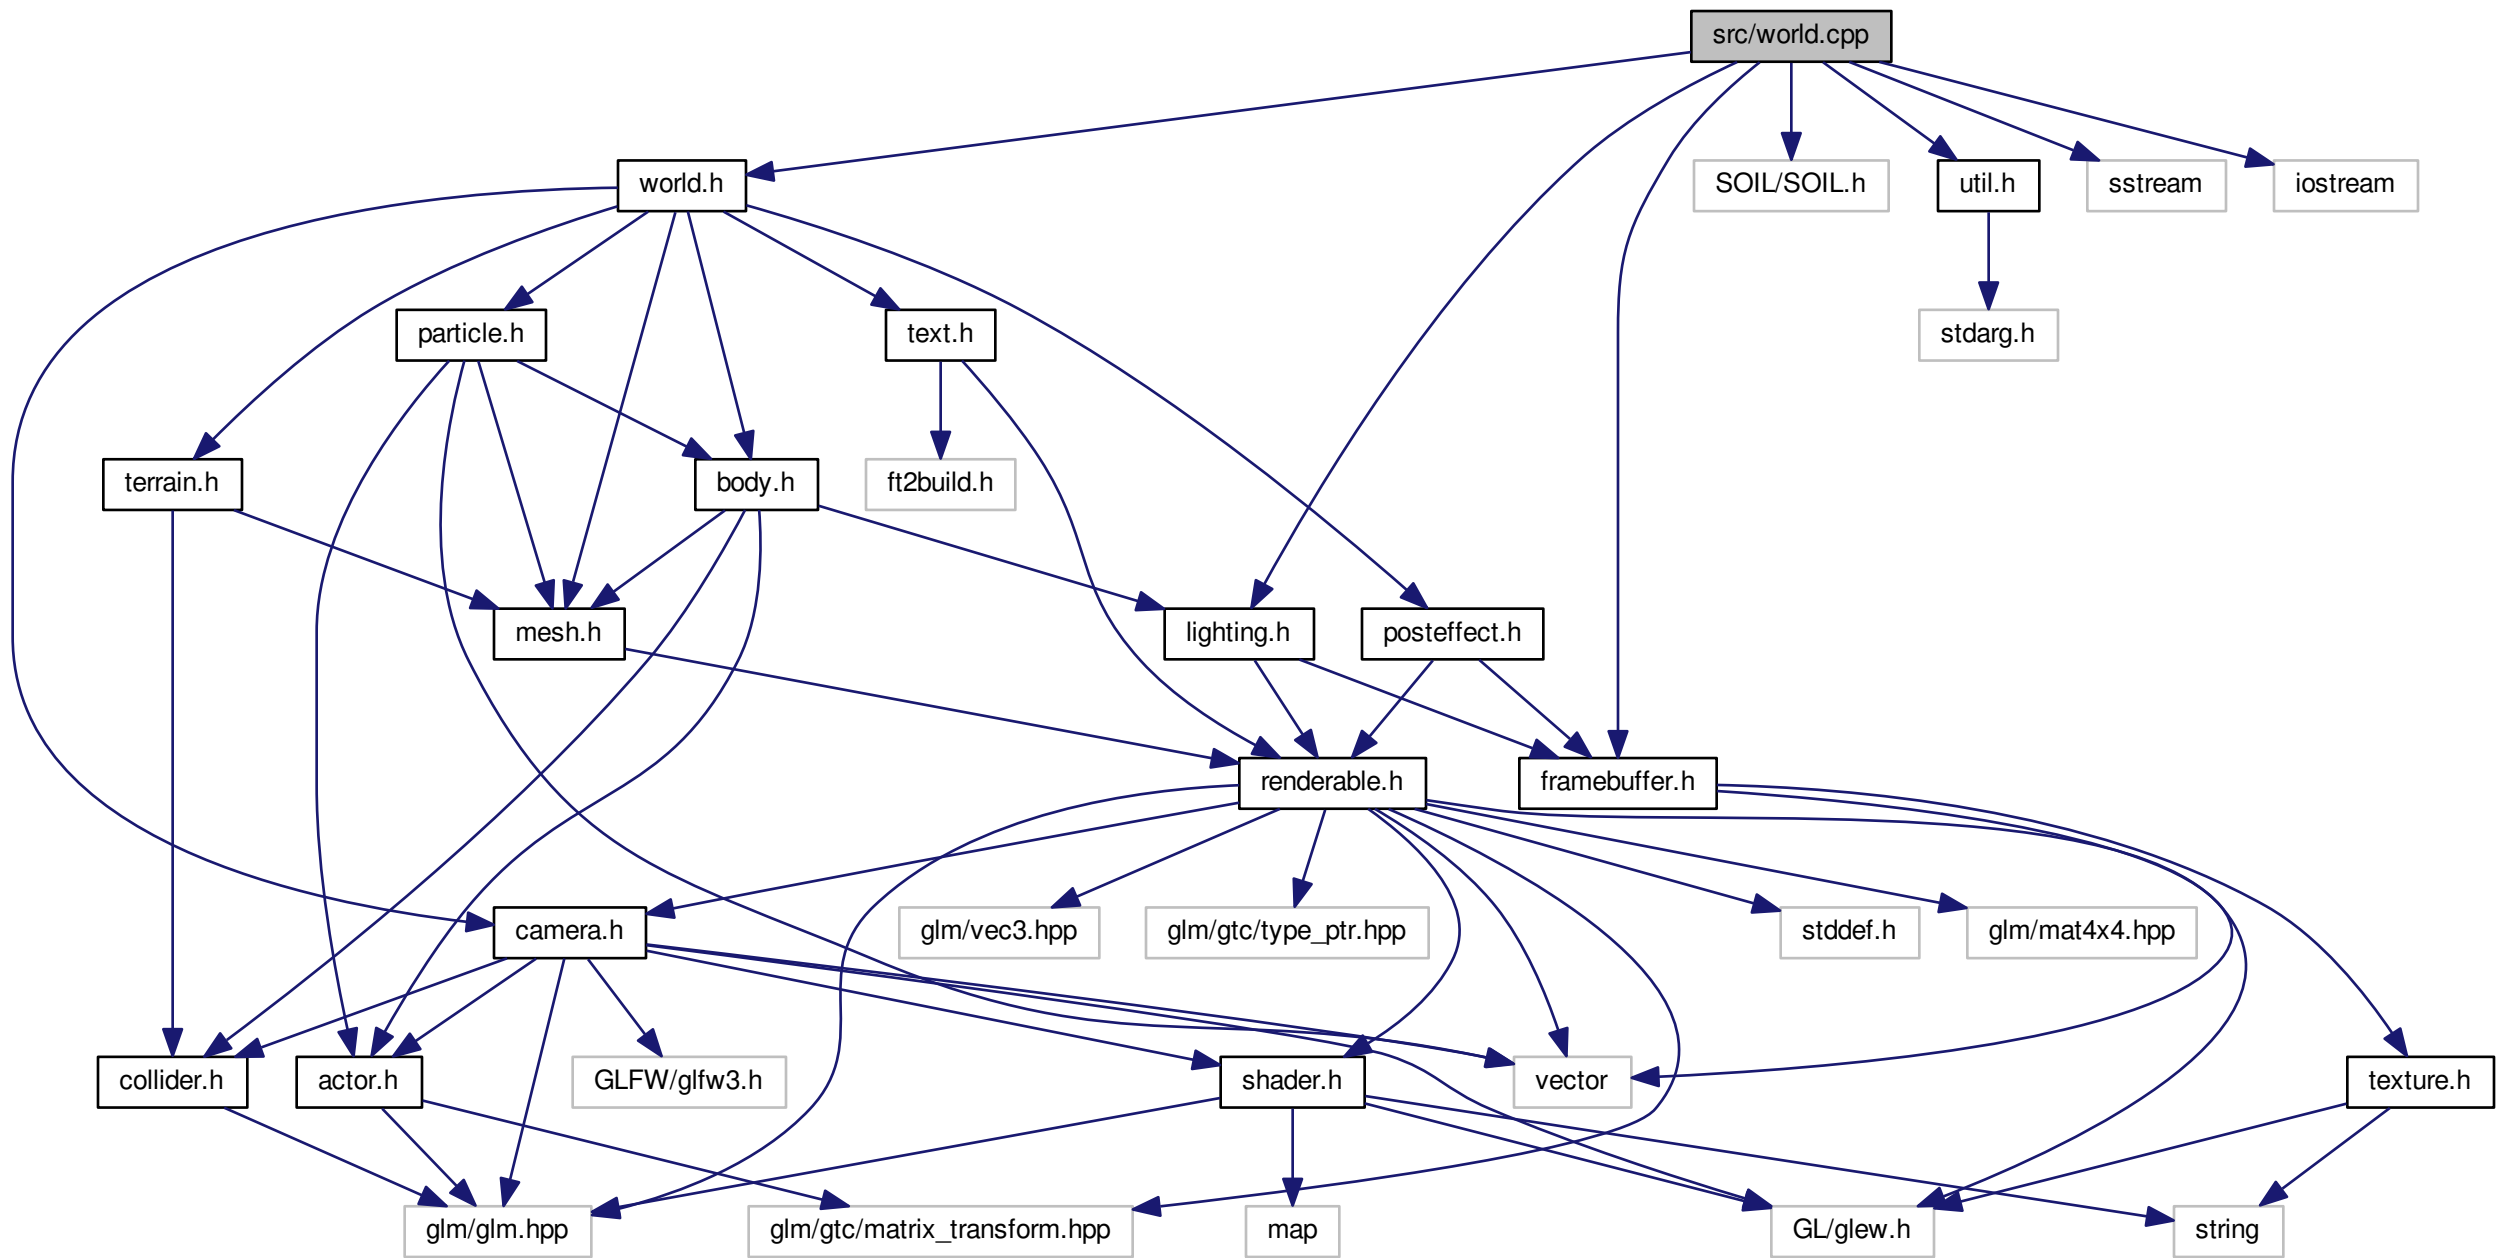 src/world.cpp
world.h
SOIL/SOIL.h
util.h
sstream
iostream
particle.h
text.h
stdarg.h
terrain.h
body.h
ft2build.h
mesh.h
lighting.h
posteffect.h
renderable.h
framebuffer.h
camera.h
glm/vec3.hpp
glm/gtc/type_ptr.hpp
stddef.h
glm/mat4x4.hpp
collider.h
actor.h
GLFW/glfw3.h
shader.h
vector
texture.h
glm/glm.hpp
glm/gtc/matrix_transform.hpp
map
GL/glew.h
string